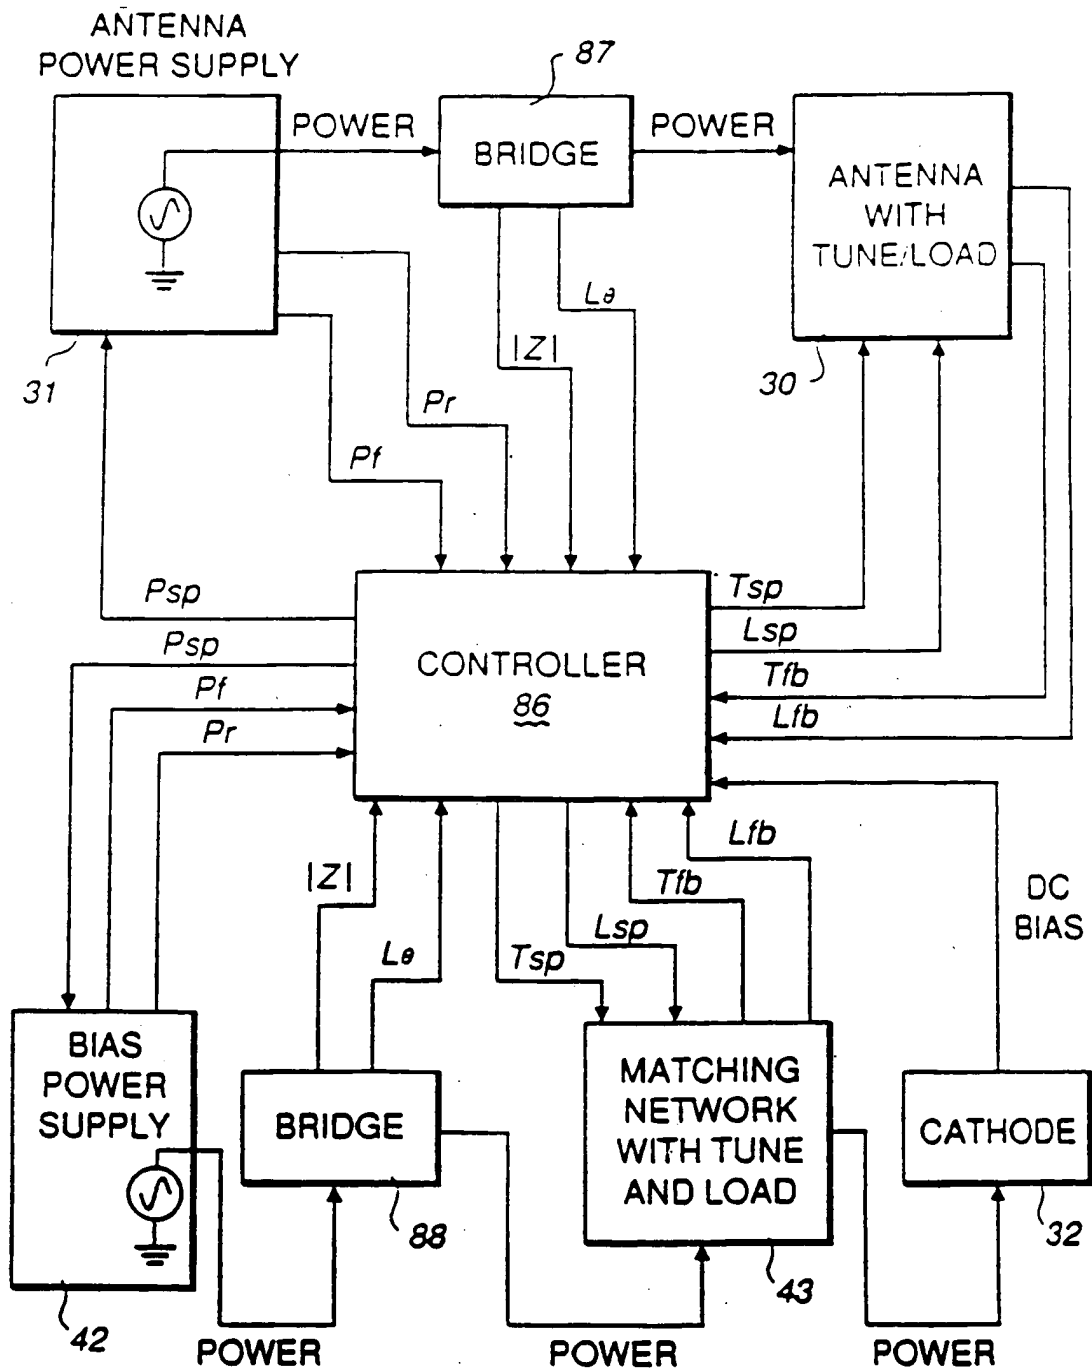 ANTENNA
POWER SUPPLY
87
POWER
BRIDGE
POWER
ANTENNA
WITH
TUNE/LOAD
Lθ
|Z|
31
30
Pr
Pf
Psp
Tsp
Psp
Lsp
CONTROLLER
86
Pf
Tfb
Pr
Lfb
Lfb
|Z|
Tfb
DC
BIAS
Lsp
Lθ
Tsp
BIAS
POWER
SUPPLY
BRIDGE
MATCHING
NETWORK
WITH TUNE
AND LOAD
CATHODE
88
32
43
42
POWER
POWER
POWER